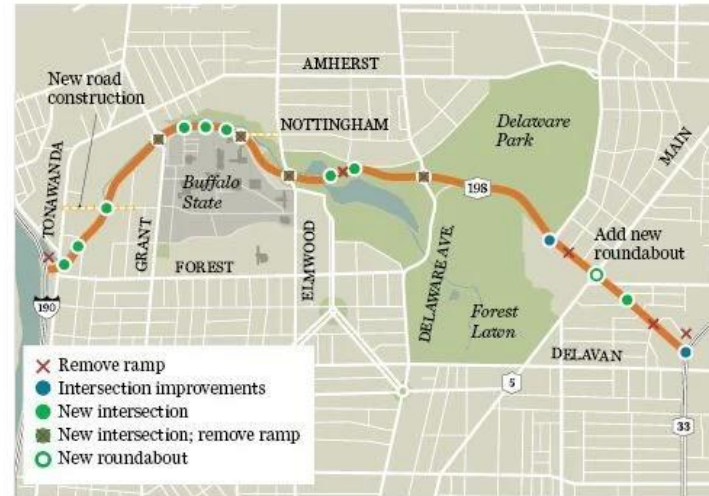 AMHERST
New road
construction
NOTTINGHAM
Delaware
Park
MAIN
TONAWANDA
Buffalo
State
198
GRANT
ELMWOOD
DELAWARE AVE.
Add new
roundabout
FOREST
190
Forest
Lawn
DELAVAN
5
33
Remove ramp
Intersection improvements
New intersection
New intersection; remove ramp
New roundabout